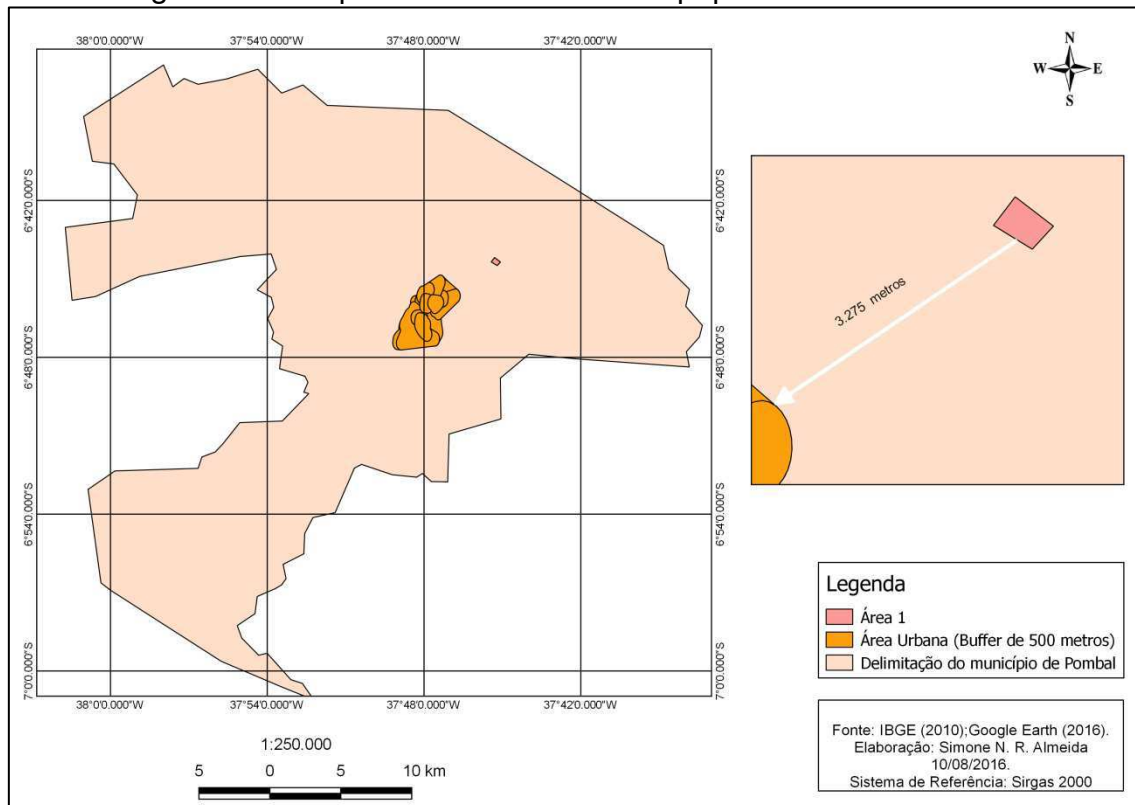 38°0'0.000"W 37°54'0.000"W 37°48'0.000"W 37°42'0.000"W
N
W E
S
6°42'0.000"S 6°42'0.000"S
3.275 metros
6°48'0.000"S 6°48'0.000"S
6°54'0.000"S 6°54'0.000"S
7°0'0.000"S 7°0'0.000"S
38°0'0.000"W 37°54'0.000"W 37°48'0.000"W 37°42'0.000"W
Legenda
Área 1
Área Urbana (Buffer de 500 metros)
Delimitação do município de Pombal
1:250.000
5 0 5 10 km
Fonte: IBGE (2010);Google Earth (2016).
Elaboração: Simone N. R. Almeida
10/08/2016.
Sistema de Referência: Sirgas 2000